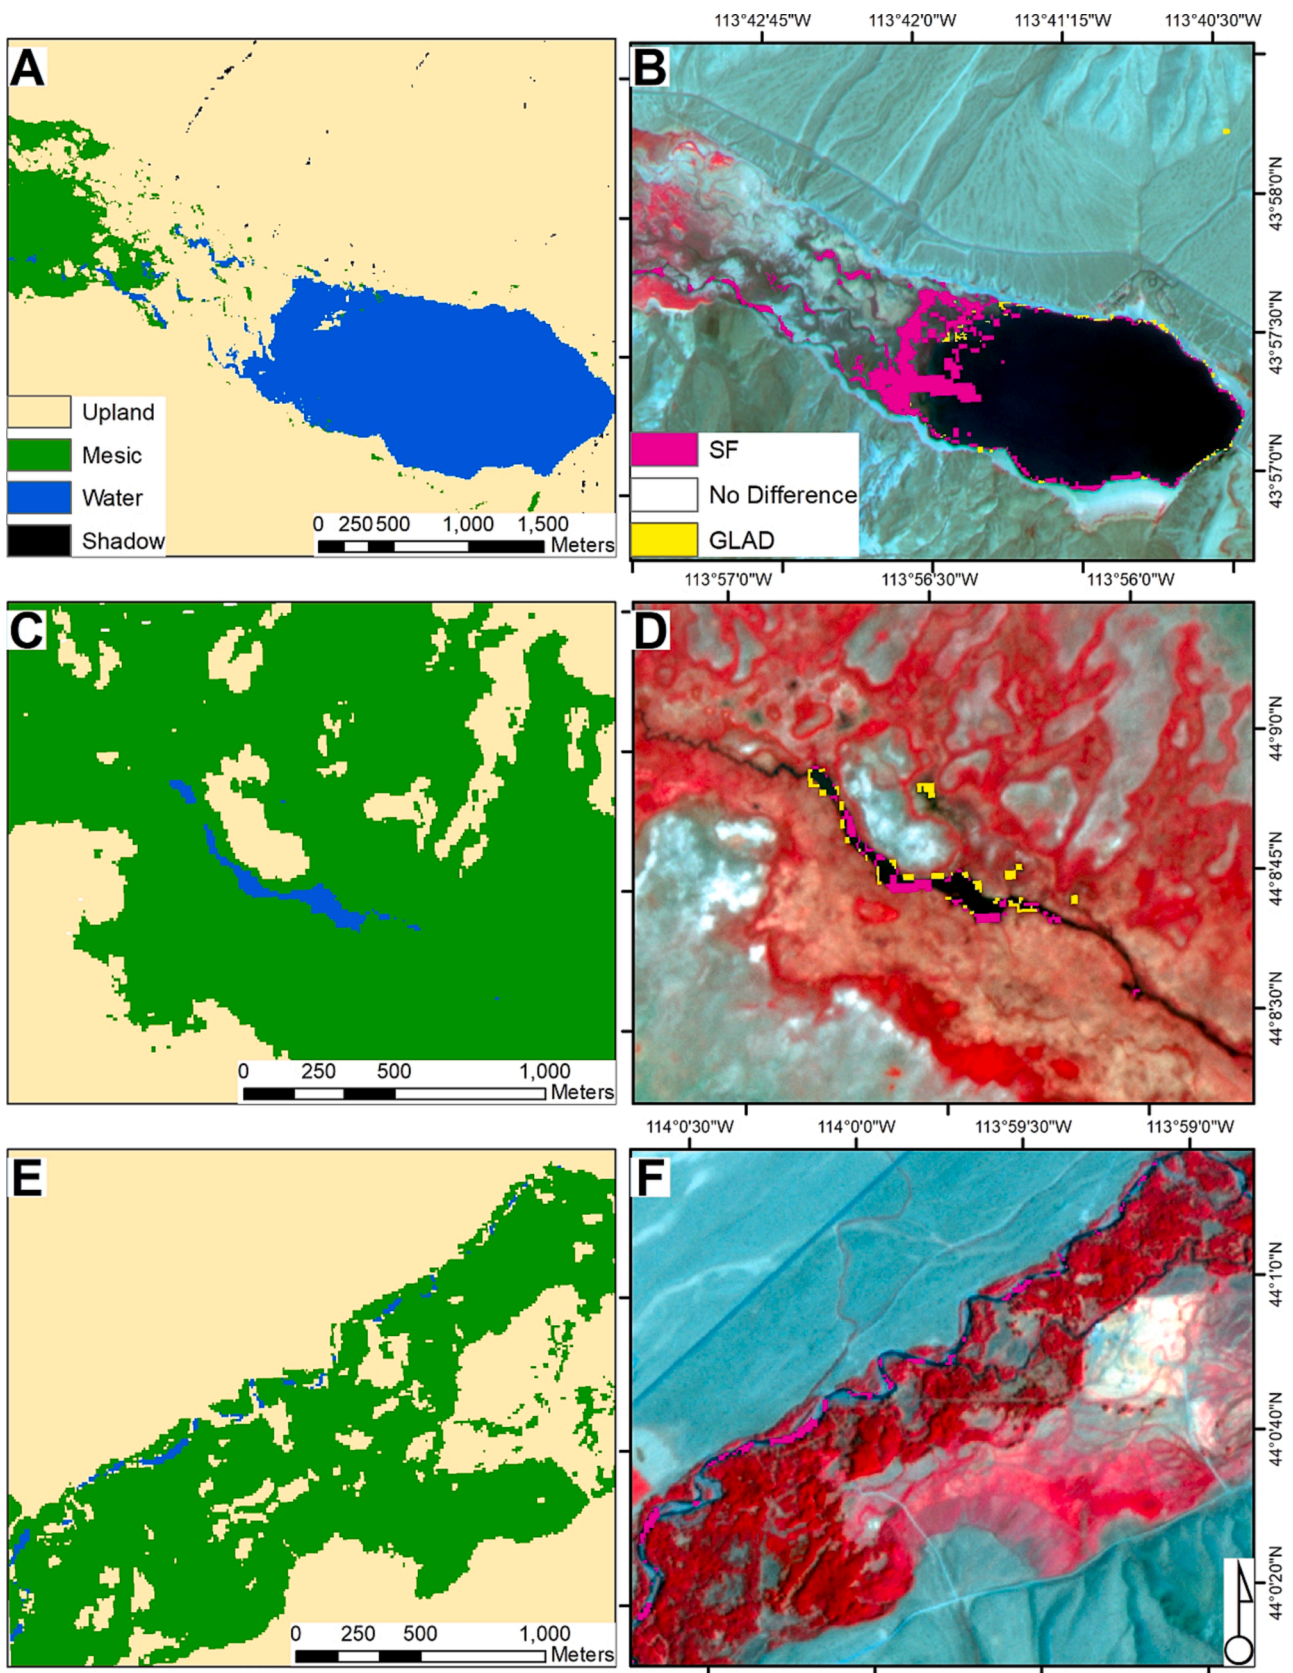 113°42'45"W 113°42'0"W 113°41'15"W 113°40'30"W
A
B
43°58'0"N
43°57'30"N
43°57'0"N
Upland
Mesic
Water
Shadow
0 250 500 1,000 1,500
Meters
SF
No Difference
GLAD
113°57'0"W 113°56'30"W 113°56'0"W
C
D
44°9'0"N
44°8'45"N
44°8'30"N
0 250 500 1,000
Meters
114°0'30"W 114°0'0"W 113°59'30"W 113°59'0"W
E
F
44°1'0"N
44°0'40"N
44°0'20"N
0 250 500 1,000
Meters